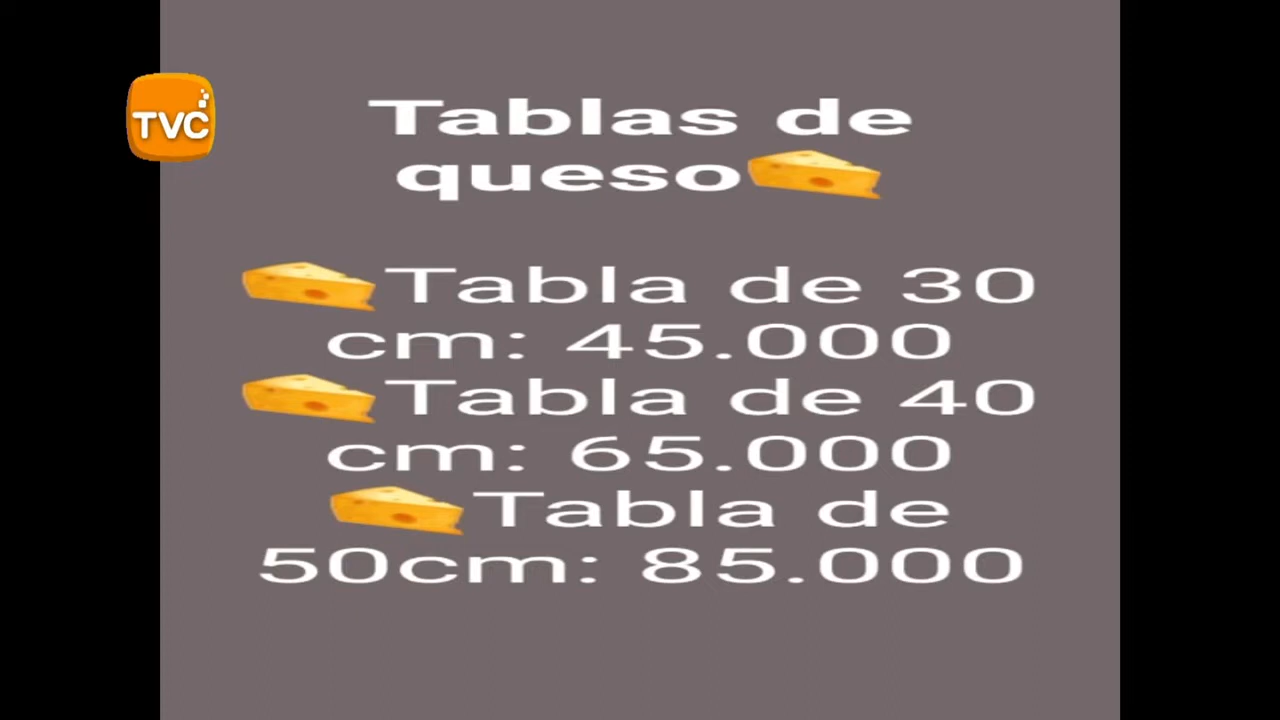 TVC
Tablas de
queso🧀
🧀Tabla de 30
cm: 45.000
🧀Tabla de 40
cm: 65.000
🧀Tabla de
50cm: 85.000